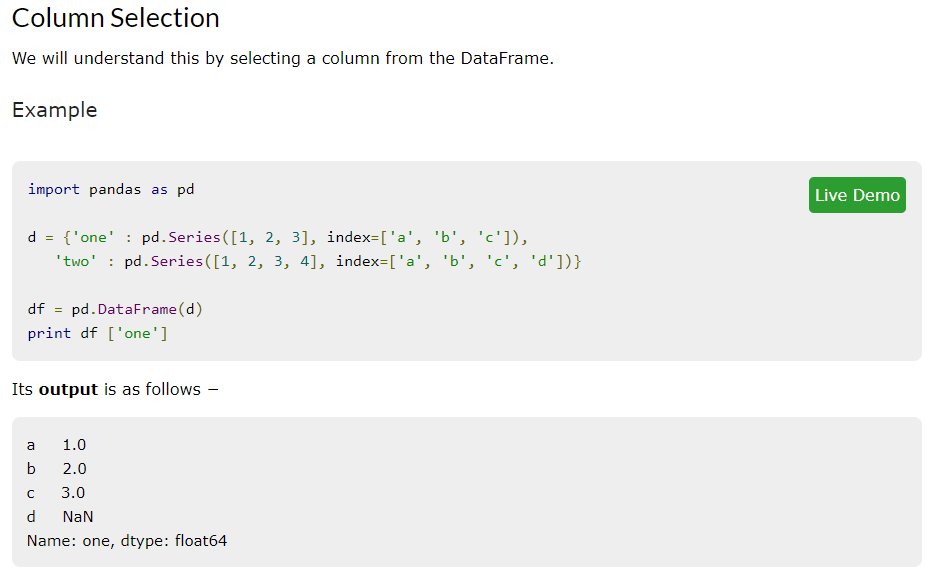 Column Selection
We will understand this by selecting a column from the DataFrame.
Example
import pandas as pd
Live Demo
d = {'one' : pd.Series([1, 2, 3], index=['a', 'b', 'c']),
   'two' : pd.Series([1, 2, 3, 4], index=['a', 'b', 'c', 'd'])}
df = pd.DataFrame(d)
print df ['one']
Its output is as follows −
a 1.0
b 2.0
c 3.0
d NaN
Name: one, dtype: float64